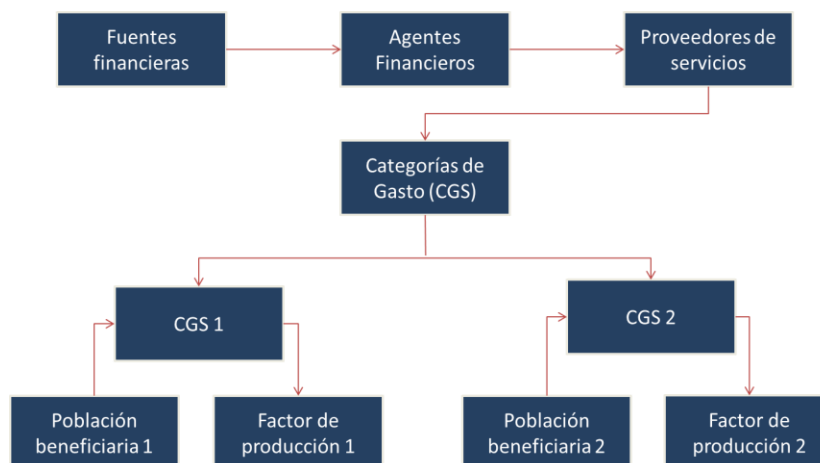 Fuentes
financieras
Agentes
Financieros
Proveedores de
servicios
Categorías de
Gasto (CGS)
CGS 1
CGS 2
Población
beneficiaria 1
Factor de
producción 1
Población
beneficiaria 2
Factor de
producción 2